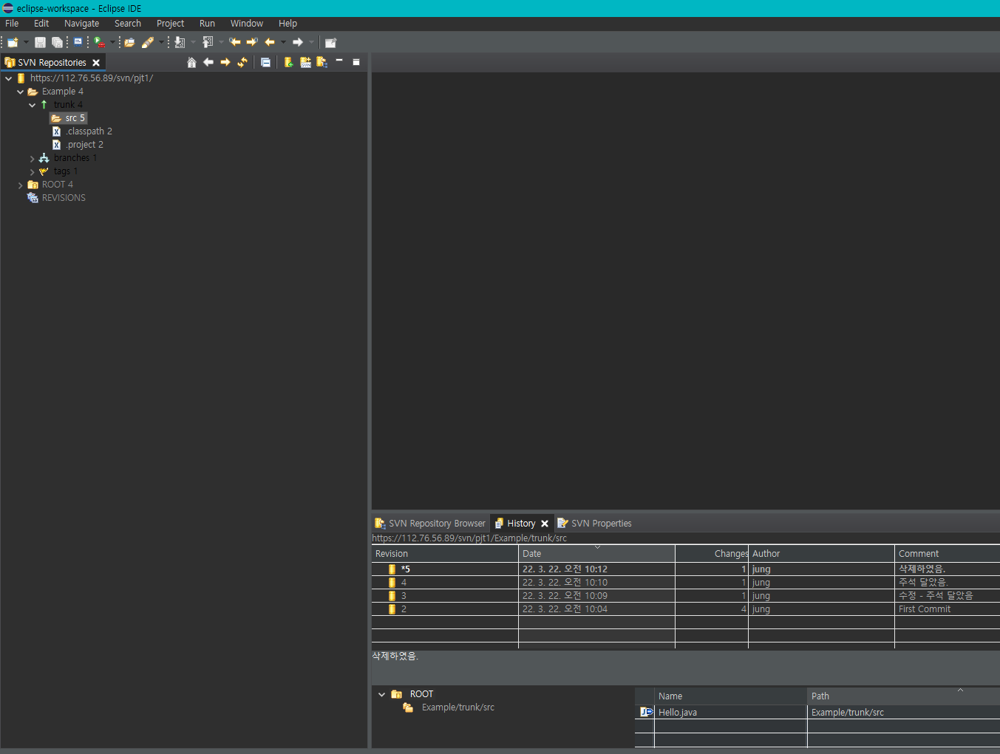 eclipse-workspace - Eclipse IDE
File Edit Navigate Search Project Run Window Help
SVN Repositories
https://112.76.56.89/svn/pjt1/
Example 4
trunk 4
src 5
.classpath 2
.project 2
branches 1
tags 1
ROOT 4
REVISIONS
SVN Repository Browser History SVN Properties
https://112.76.56.89/svn/pjt1/Example/trunk/src
Revision Date Changes Author Comment
*5 22. 3. 22. 오전 10:12 1 jung 삭제하였음.
4 22. 3. 22. 오전 10:10 1 jung 주석 달았음.
3 22. 3. 22. 오전 10:09 1 jung 수정 - 주석 달았음
2 22. 3. 22. 오전 10:04 4 jung First Commit
삭제하였음.
ROOT
Example/trunk/src
Name Path
Hello.java Example/trunk/src